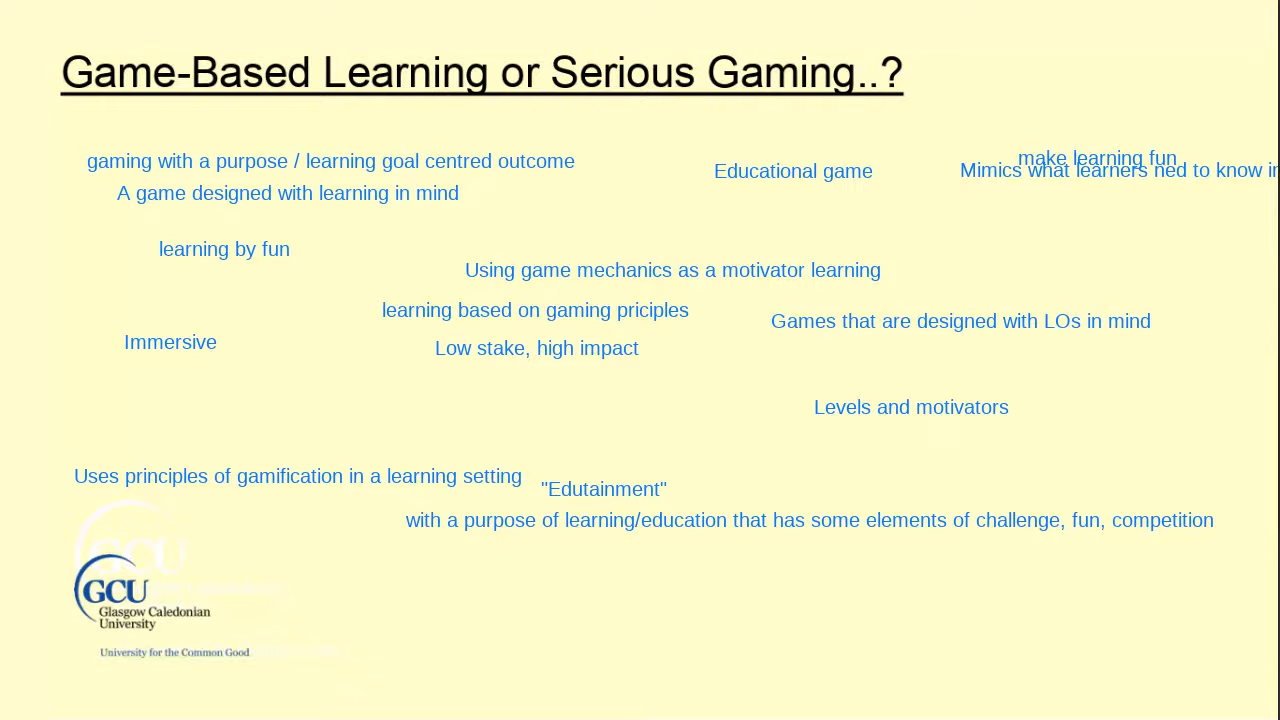 Game-Based Learning or Serious Gaming..?
gaming with a purpose / learning goal centred outcome
make learning fun
Educational game
Mimics what learners ned to know in
A game designed with learning in mind
learning by fun
Using game mechanics as a motivator learning
learning based on gaming priciples
Games that are designed with LOs in mind
Immersive
Low stake, high impact
Levels and motivators
Uses principles of gamification in a learning setting
"Edutainment"
with a purpose of learning/education that has some elements of challenge, fun, competition
GCU
Glasgow Caledonian
University
University for the Common Good